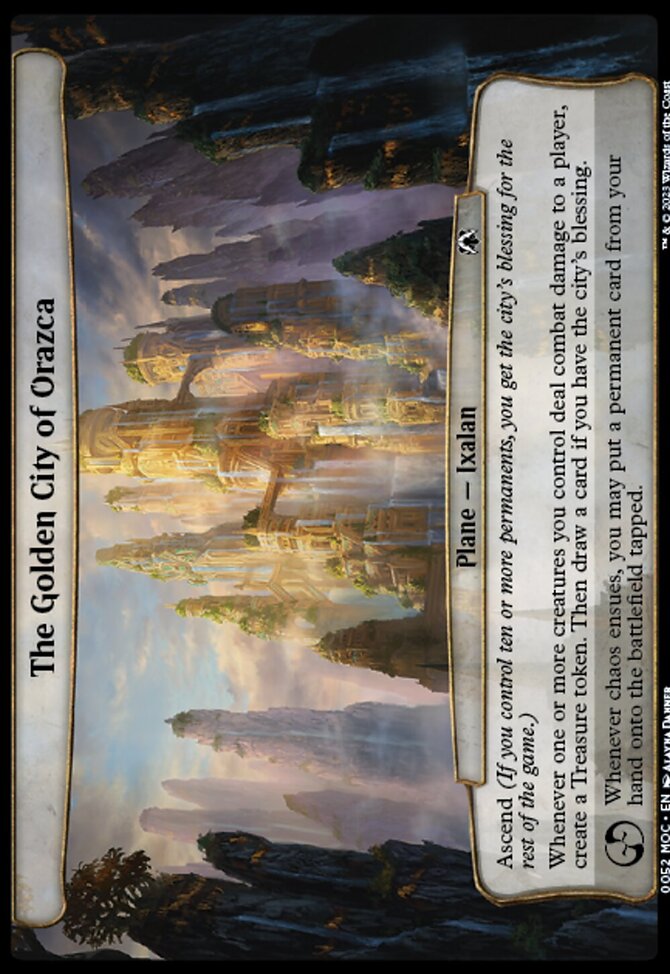 The Golden City of Orazca
Plane — Ixalan
Ascend (If you control ten or more permanents, you get the city's blessing for the
rest of the game.)
Whenever one or more creatures you control deal combat damage to a player,
create a Treasure token. Then draw a card if you have the city's blessing.
Whenever chaos ensues, you may put a permanent card from your
hand onto the battlefield tapped.
0052 MOC • EN
™ & © 2023 Wizards of the Coast